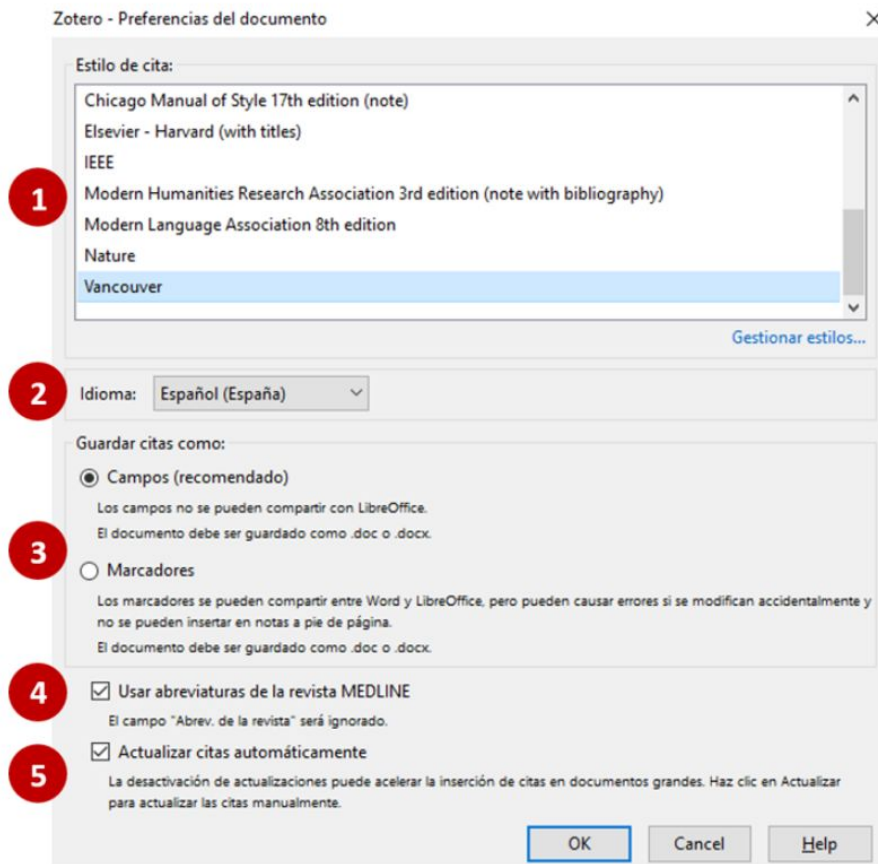 Zotero - Preferencias del documento
Estilo de cita:
Chicago Manual of Style 17th edition (note)
Elsevier - Harvard (with titles)
IEEE
1
Modern Humanities Research Association 3rd edition (note with bibliography)
Modern Language Association 8th edition
Nature
Vancouver
Gestionar estilos...
2
Idioma: Español (España)
Guardar citas como:
Campos (recomendado)
Los campos no se pueden compartir con LibreOffice.
El documento debe ser guardado como .doc o .docx.
3
Marcadores
Los marcadores se pueden compartir entre Word y LibreOffice, pero pueden causar errores si se modifican accidentalmente y
no se pueden insertar en notas a pie de página.
El documento debe ser guardado como .doc o .docx.
4
Usar abreviaturas de la revista MEDLINE
El campo "Abrev. de la revista" será ignorado.
5
Actualizar citas automáticamente
La desactivación de actualizaciones puede acelerar la inserción de citas en documentos grandes. Haz clic en Actualizar
para actualizar las citas manualmente.
OK Cancel Help